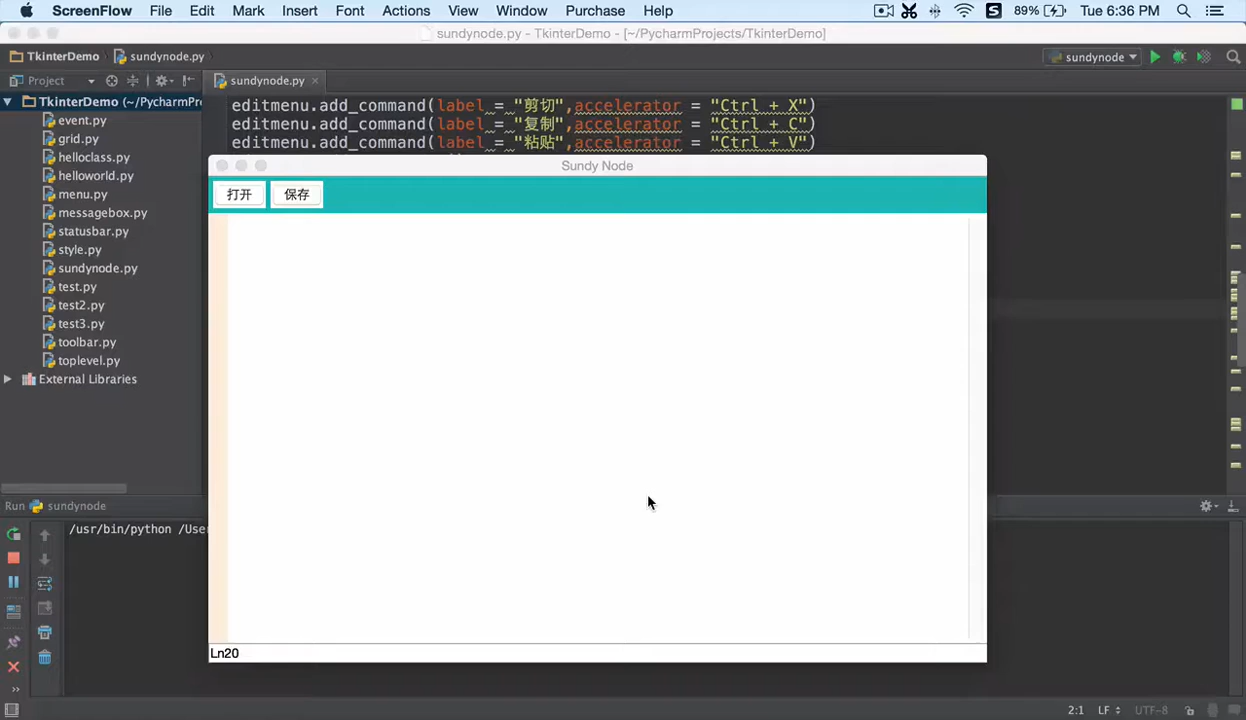 ScreenFlow File Edit Mark Insert Font Actions View Window Purchase Help S 89% Tue 6:36 PM
sundynode.py - TkinterDemo - [~/PycharmProjects/TkinterDemo]
TkinterDemo sundynode.py sundynode
Project sundynode.py
TkinterDemo (~/PycharmPr
editmenu.add_command(label = "剪切",accelerator = "Ctrl + X")
event.py
editmenu.add_command(label = "复制",accelerator = "Ctrl + C")
grid.py
editmenu.add_command(label = "粘贴",accelerator = "Ctrl + V")
helloclass.py
Sundy Node
helloworld.py
打开 保存
menu.py
messagebox.py
statusbar.py
style.py
sundynode.py
test.py
test2.py
test3.py
toolbar.py
toplevel.py
External Libraries
Run sundynode
/usr/bin/python /User
Ln20
2:1 LF UTF-8